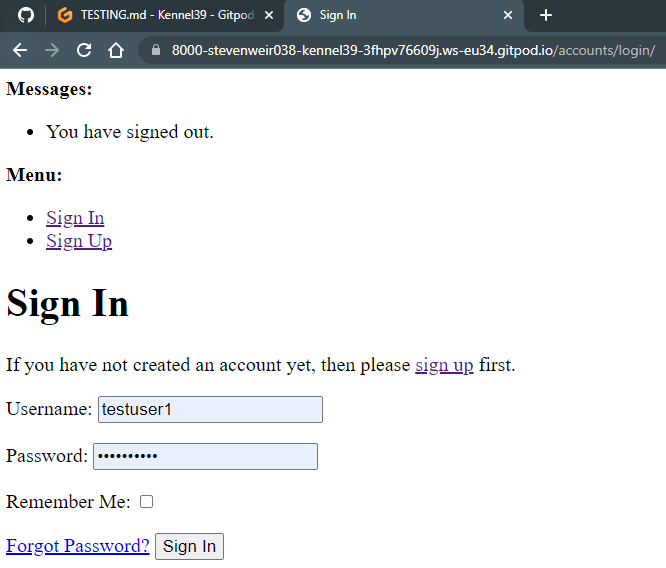 TESTING.md - Kennel39 - Gitpod
Sign In
8000-stevenweir038-kennel39-3fhpv76609j.ws-eu34.gitpod.io/accounts/login/
Messages:
You have signed out.
Menu:
Sign In
Sign Up
Sign In
If you have not created an account yet, then please sign up first.
Username: testuser1
Password: ••••••••••
Remember Me:
Forgot Password? Sign In